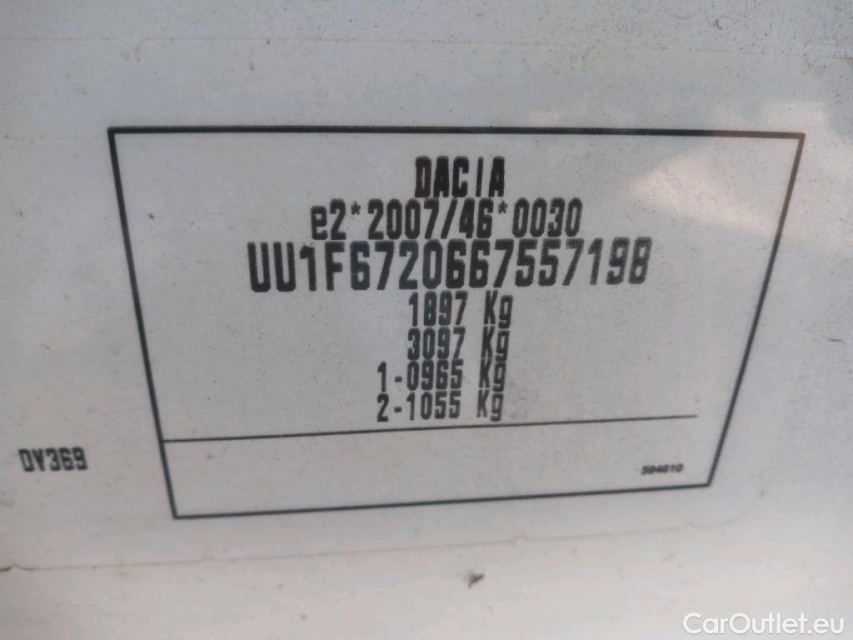 DACIA
e2*2007/46*0030
UU1F6720667557198
1897 Kg
3097 Kg
1-0965 Kg
2-1055 Kg
DV369
594610
CarOutlet.eu